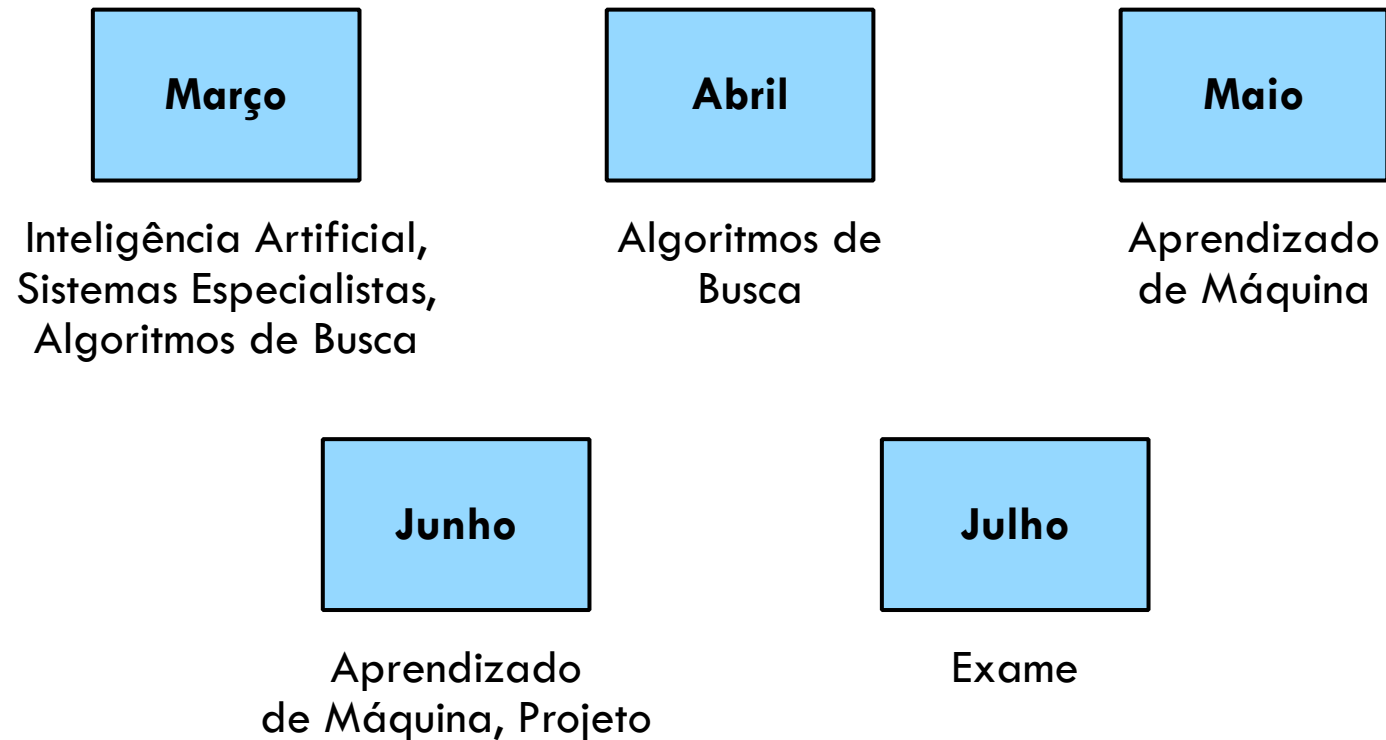 Março
Abril
Maio
Inteligência Artificial,
Sistemas Especialistas,
Algoritmos de Busca
Algoritmos de
Busca
Aprendizado
de Máquina
Junho
Julho
Aprendizado
de Máquina, Projeto
Exame